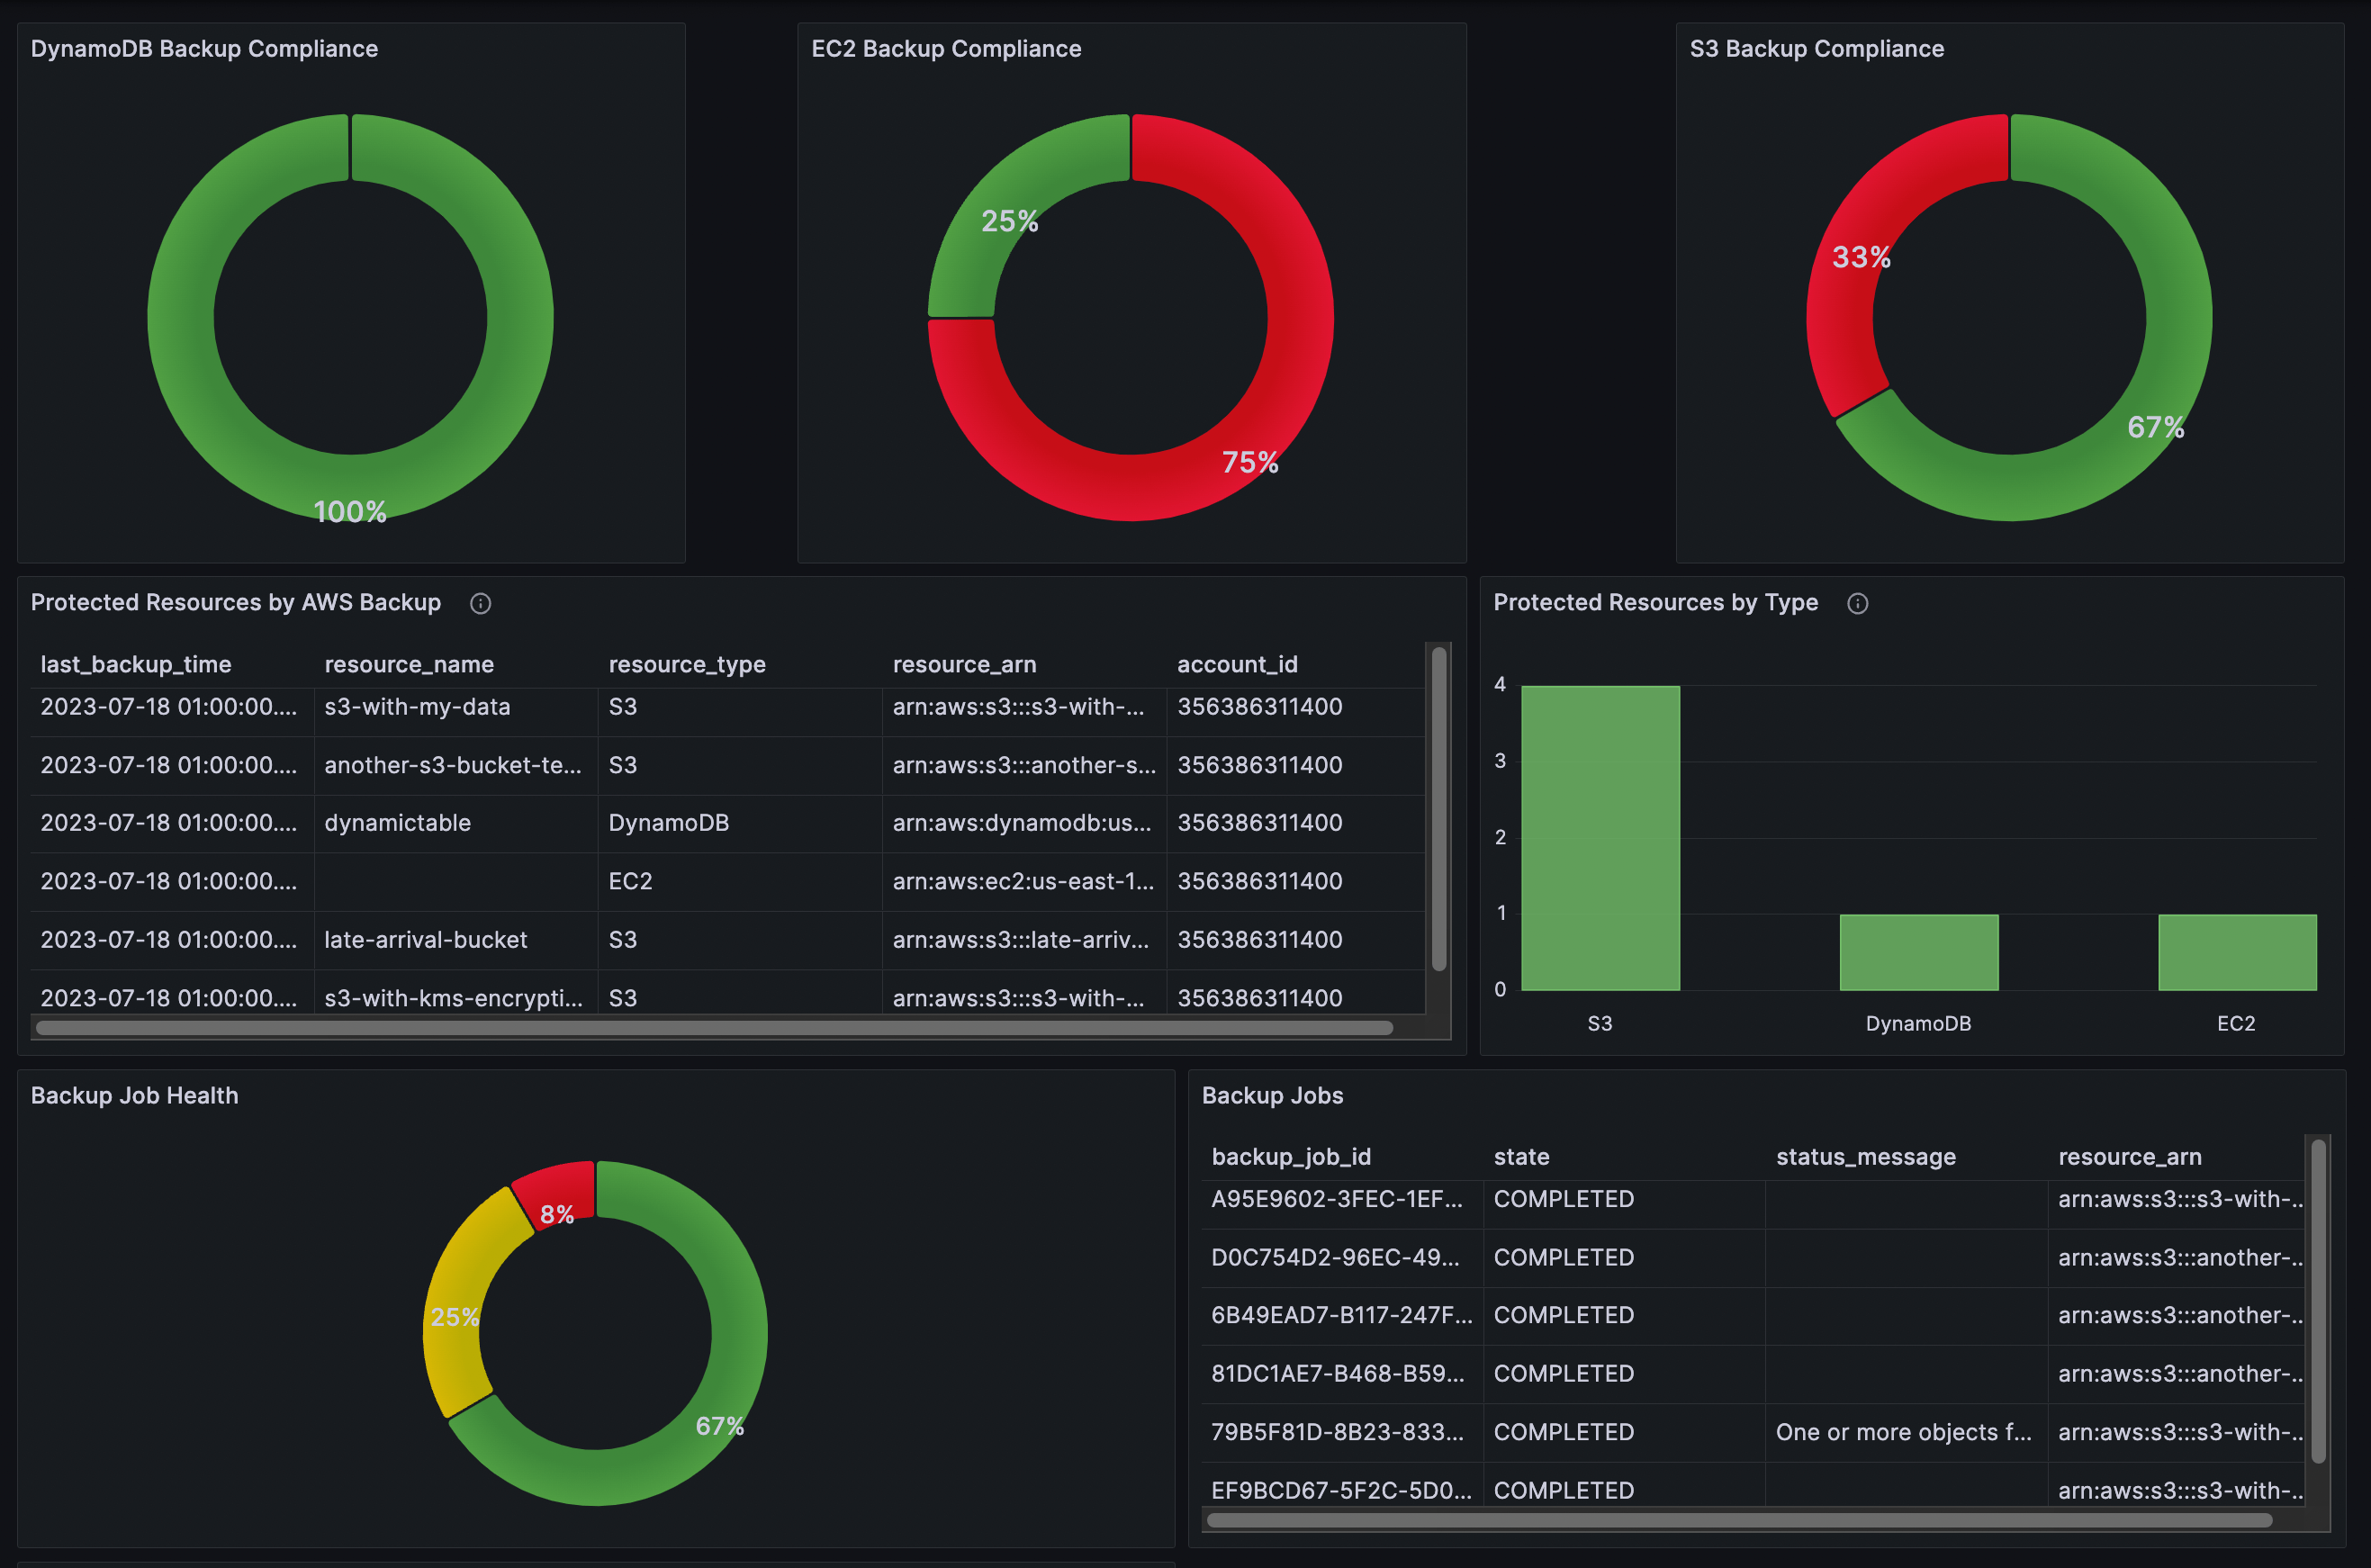 DynamoDB Backup Compliance
100%
EC2 Backup Compliance
25%
75%
S3 Backup Compliance
33%
67%
Protected Resources by AWS Backup
last_backup_time resource_name resource_type resource_arn account_id
2023-07-18 01:00:00.... s3-with-my-data S3 arn:aws:s3:::s3-with-... 356386311400
2023-07-18 01:00:00.... another-s3-bucket-te... S3 arn:aws:s3:::another-s... 356386311400
2023-07-18 01:00:00.... dynamictable DynamoDB arn:aws:dynamodb:us... 356386311400
2023-07-18 01:00:00.... EC2 arn:aws:ec2:us-east-1... 356386311400
2023-07-18 01:00:00.... late-arrival-bucket S3 arn:aws:s3:::late-arriv... 356386311400
2023-07-18 01:00:00.... s3-with-kms-encrypti... S3 arn:aws:s3:::s3-with-... 356386311400
Protected Resources by Type
4
3
2
1
0
S3 DynamoDB EC2
Backup Job Health
8%
25%
67%
Backup Jobs
backup_job_id state status_message resource_arn
A95E9602-3FEC-1EF... COMPLETED arn:aws:s3:::s3-with-..
D0C754D2-96EC-49... COMPLETED arn:aws:s3:::another-..
6B49EAD7-B117-247F... COMPLETED arn:aws:s3:::another-..
81DC1AE7-B468-B59... COMPLETED arn:aws:s3:::another-..
79B5F81D-8B23-833... COMPLETED One or more objects f... arn:aws:s3:::s3-with-..
EF9BCD67-5F2C-5D0... COMPLETED arn:aws:s3:::s3-with-..